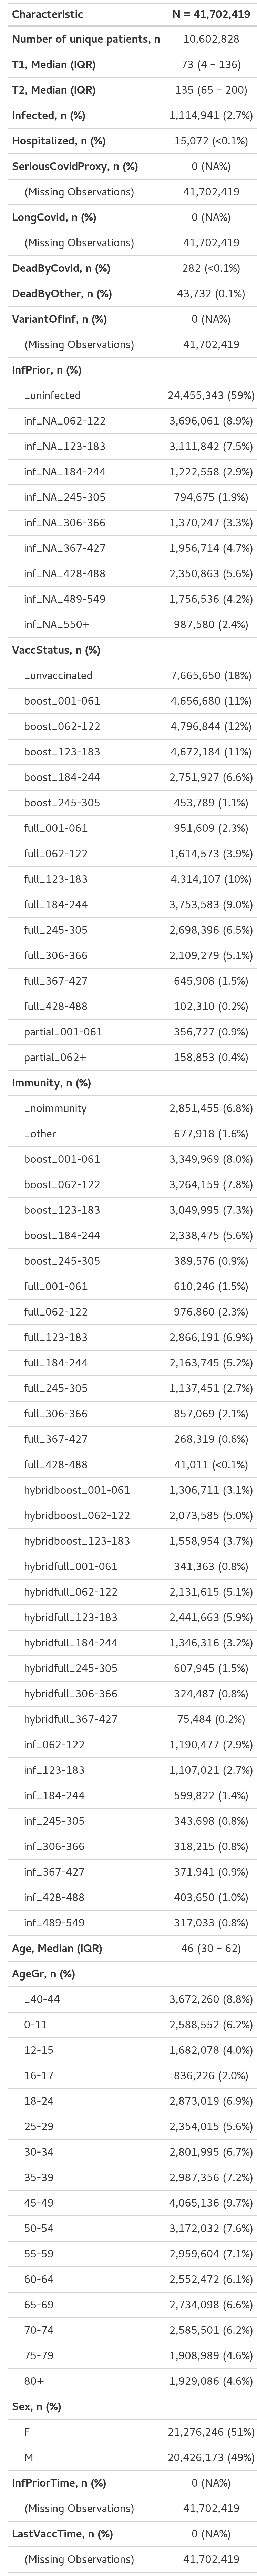 Characteristic N = 41,702,419
Number of unique patients, n 10,602,828
T1, Median (IQR) 73 (4 – 136)
T2, Median (IQR) 135 (65 – 200)
Infected, n (%) 1,114,941 (2.7%)
Hospitalized, n (%) 15,072 (<0.1%)
SeriousCovidProxy, n (%) 0 (NA%)
(Missing Observations) 41,702,419
LongCovid, n (%) 0 (NA%)
(Missing Observations) 41,702,419
DeadByCovid, n (%) 282 (<0.1%)
DeadByOther, n (%) 43,732 (0.1%)
VariantOfInf, n (%) 0 (NA%)
(Missing Observations) 41,702,419
InfPrior, n (%)
_uninfected 24,455,343 (59%)
inf_NA_062-122 3,696,061 (8.9%)
inf_NA_123-183 3,111,842 (7.5%)
inf_NA_184-244 1,222,558 (2.9%)
inf_NA_245-305 794,675 (1.9%)
inf_NA_306-366 1,370,247 (3.3%)
inf_NA_367-427 1,956,714 (4.7%)
inf_NA_428-488 2,350,863 (5.6%)
inf_NA_489-549 1,756,536 (4.2%)
inf_NA_550+ 987,580 (2.4%)
VaccStatus, n (%)
_unvaccinated 7,665,650 (18%)
boost_001-061 4,656,680 (11%)
boost_062-122 4,796,844 (12%)
boost_123-183 4,672,184 (11%)
boost_184-244 2,751,927 (6.6%)
boost_245-305 453,789 (1.1%)
full_001-061 951,609 (2.3%)
full_062-122 1,614,573 (3.9%)
full_123-183 4,314,107 (10%)
full_184-244 3,753,583 (9.0%)
full_245-305 2,698,396 (6.5%)
full_306-366 2,109,279 (5.1%)
full_367-427 645,908 (1.5%)
full_428-488 102,310 (0.2%)
partial_001-061 356,727 (0.9%)
partial_062+ 158,853 (0.4%)
Immunity, n (%)
_noimmunity 2,851,455 (6.8%)
_other 677,918 (1.6%)
boost_001-061 3,349,969 (8.0%)
boost_062-122 3,264,159 (7.8%)
boost_123-183 3,049,995 (7.3%)
boost_184-244 2,338,475 (5.6%)
boost_245-305 389,576 (0.9%)
full_001-061 610,246 (1.5%)
full_062-122 976,860 (2.3%)
full_123-183 2,866,191 (6.9%)
full_184-244 2,163,745 (5.2%)
full_245-305 1,137,451 (2.7%)
full_306-366 857,069 (2.1%)
full_367-427 268,319 (0.6%)
full_428-488 41,011 (<0.1%)
hybridboost_001-061 1,306,711 (3.1%)
hybridboost_062-122 2,073,585 (5.0%)
hybridboost_123-183 1,558,954 (3.7%)
hybridfull_001-061 341,363 (0.8%)
hybridfull_062-122 2,131,615 (5.1%)
hybridfull_123-183 2,441,663 (5.9%)
hybridfull_184-244 1,346,316 (3.2%)
hybridfull_245-305 607,945 (1.5%)
hybridfull_306-366 324,487 (0.8%)
hybridfull_367-427 75,484 (0.2%)
inf_062-122 1,190,477 (2.9%)
inf_123-183 1,107,021 (2.7%)
inf_184-244 599,822 (1.4%)
inf_245-305 343,698 (0.8%)
inf_306-366 318,215 (0.8%)
inf_367-427 371,941 (0.9%)
inf_428-488 403,650 (1.0%)
inf_489-549 317,033 (0.8%)
Age, Median (IQR) 46 (30 – 62)
AgeGr, n (%)
_40-44 3,672,260 (8.8%)
0-11 2,588,552 (6.2%)
12-15 1,682,078 (4.0%)
16-17 836,226 (2.0%)
18-24 2,873,019 (6.9%)
25-29 2,354,015 (5.6%)
30-34 2,801,995 (6.7%)
35-39 2,987,356 (7.2%)
45-49 4,065,136 (9.7%)
50-54 3,172,032 (7.6%)
55-59 2,959,604 (7.1%)
60-64 2,552,472 (6.1%)
65-69 2,734,098 (6.6%)
70-74 2,585,501 (6.2%)
75-79 1,908,989 (4.6%)
80+ 1,929,086 (4.6%)
Sex, n (%)
F 21,276,246 (51%)
M 20,426,173 (49%)
InfPriorTime, n (%) 0 (NA%)
(Missing Observations) 41,702,419
LastVaccTime, n (%) 0 (NA%)
(Missing Observations) 41,702,419